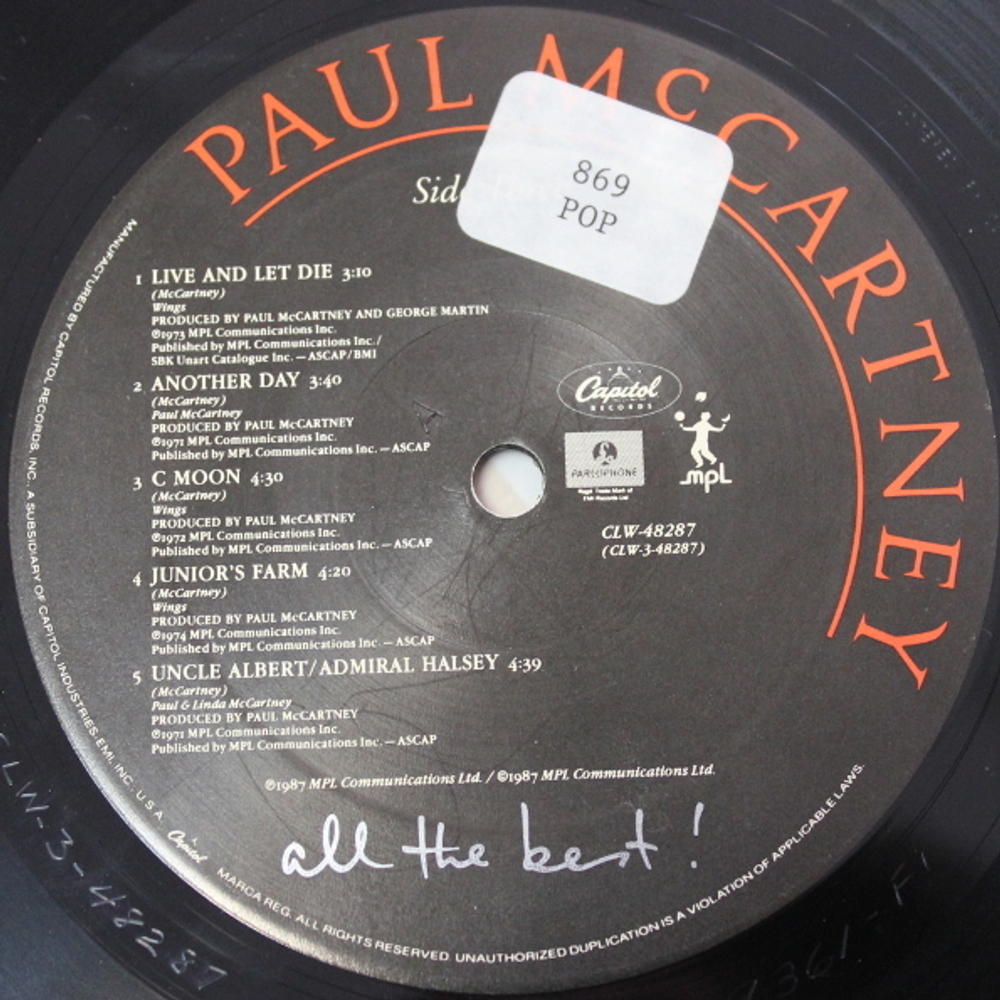 PAUL McCARTNEY
869
POP
1 LIVE AND LET DIE 3:10
(McCartney)
Wings
PRODUCED BY PAUL McCARTNEY AND GEORGE MARTIN
℗1973 MPL Communications Inc.
Published by MPL Communications Inc./
SBK Unart Catalogue Inc. — ASCAP/BMI
2 ANOTHER DAY 3:40
(McCartney)
Paul McCartney
PRODUCED BY PAUL McCARTNEY
℗1971 MPL Communications Inc.
Published by MPL Communications Inc. — ASCAP
3 C MOON 4:30
(McCartney)
Wings
PRODUCED BY PAUL McCARTNEY
℗1972 MPL Communications Inc.
Published by MPL Communications Inc. — ASCAP
4 JUNIOR'S FARM 4:20
(McCartney)
Wings
PRODUCED BY PAUL McCARTNEY
℗1974 MPL Communications Inc.
Published by MPL Communications Inc. — ASCAP
5 UNCLE ALBERT/ADMIRAL HALSEY 4:39
(McCartney)
Paul & Linda McCartney
PRODUCED BY PAUL McCARTNEY
℗1971 MPL Communications Inc.
Published by MPL Communications Inc. — ASCAP
Capitol
RECORDS
PARLOPHONE
Regd. Trade Mark of
EMI Records Ltd
MPL
CLW-48287
(CLW-3-48287)
℗1987 MPL Communications Ltd. / ©1987 MPL Communications Ltd.
all the best!
MANUFACTURED BY CAPITOL RECORDS, INC., A SUBSIDIARY OF CAPITOL INDUSTRIES-EMI, INC., U.S.A. Capitol MARCA REG. ALL RIGHTS RESERVED. UNAUTHORIZED DUPLICATION IS A VIOLATION OF APPLICABLE LAWS.
CLW-3-48287